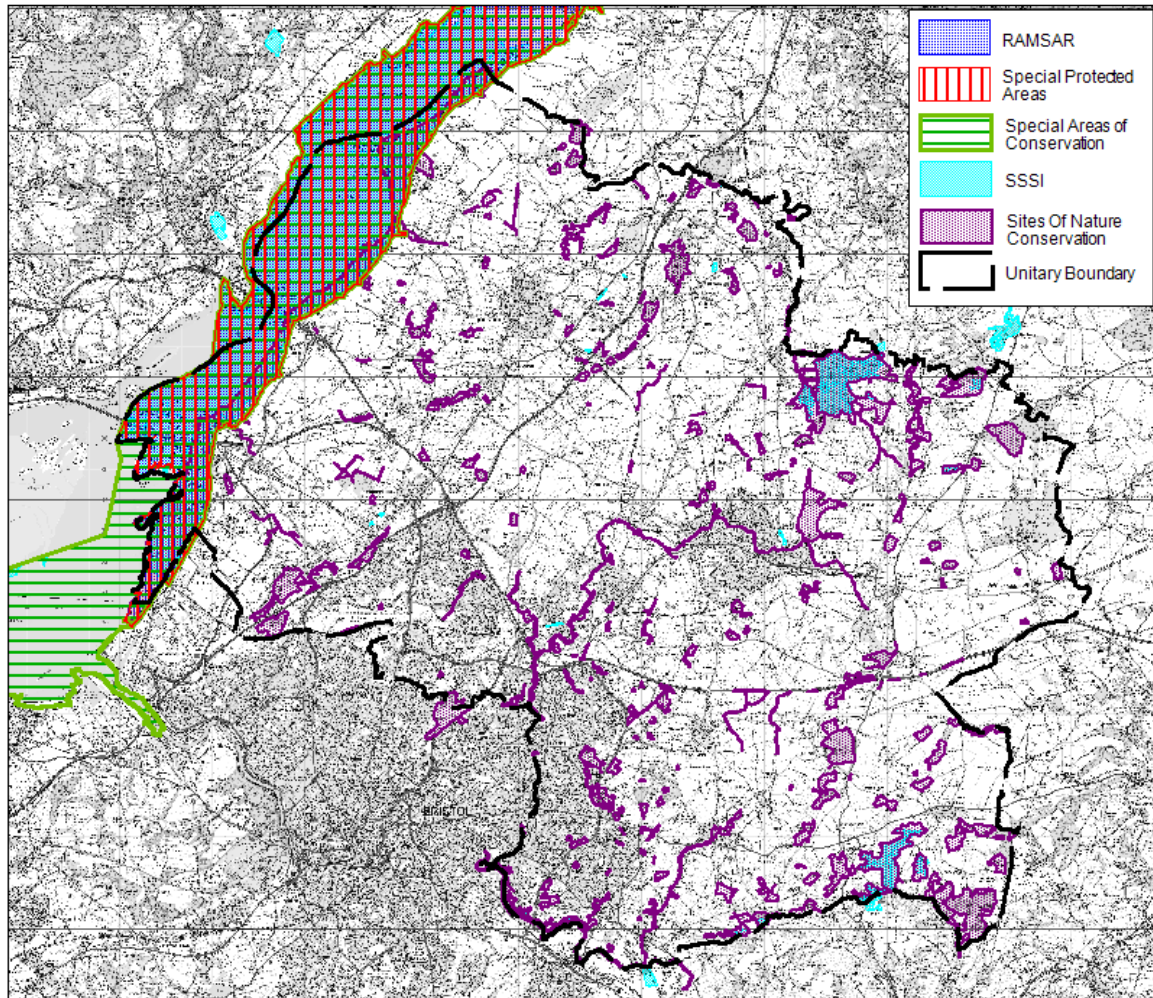 RAMSAR
Special Protected
Areas
Special Areas of
Conservation
SSSI
Sites Of Nature
Conservation
Unitary Boundary
BRISTOL